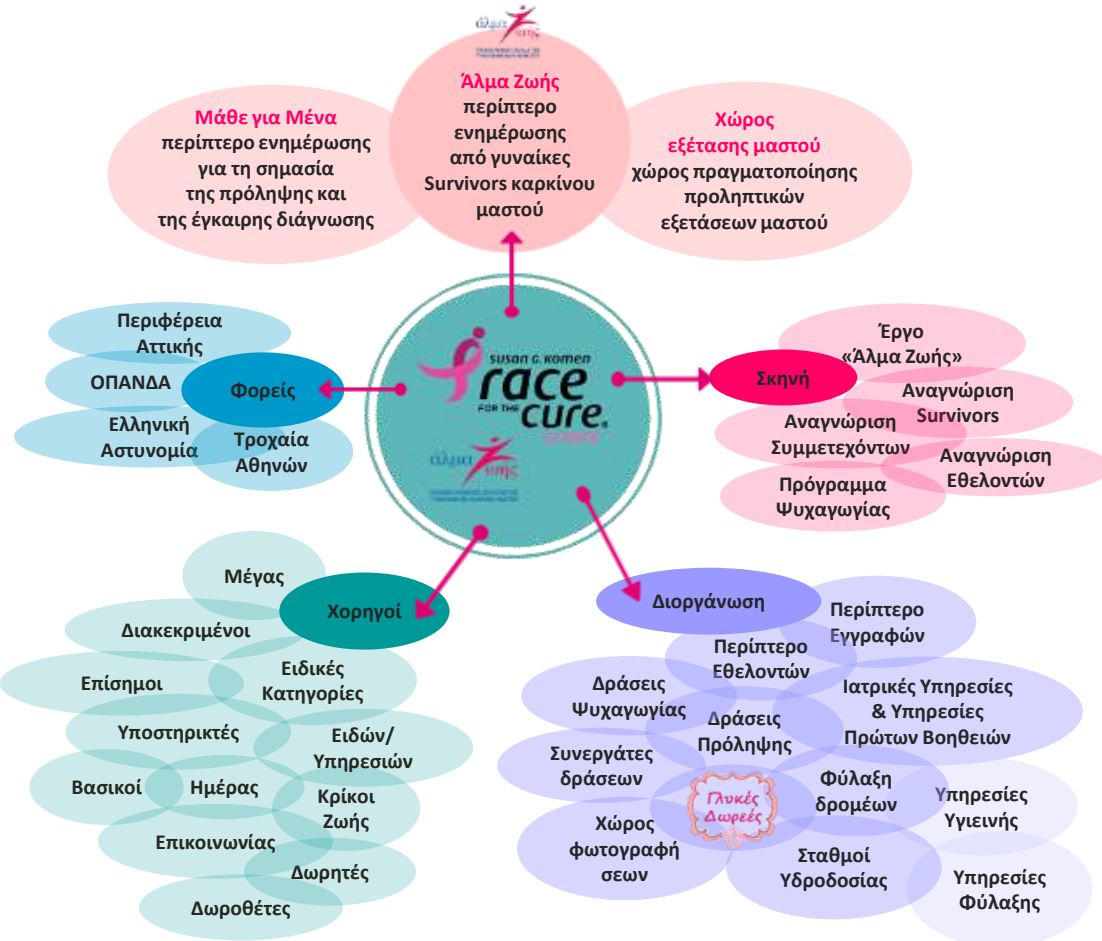 άλμα
ζωής
Άλμα Ζωής
περίπτερο
ενημέρωσης
από γυναίκες
Survivors καρκίνου
μαστού
Μάθε για Μένα
περίπτερο ενημέρωσης
για τη σημασία
της πρόληψης και
της έγκαιρης διάγνωσης
Χώρος
εξέτασης μαστού
χώρος πραγματοποίησης
προληπτικών
εξετάσεων μαστού
Περιφέρεια
Αττικής
ΟΠΑΝΔΑ
Φορείς
Ελληνική
Αστυνομία
Τροχαία
Αθηνών
SUSAN G. KOMEN
race
FOR THE
CURE®
άλμα
ζωής
Σκηνή
Έργο
«Άλμα Ζωής»
Αναγνώριση
Survivors
Αναγνώριση
Συμμετεχόντων
Αναγνώριση
Εθελοντών
Πρόγραμμα
Ψυχαγωγίας
Μέγας
Χορηγοί
Διακεκριμένοι
Ειδικές
Κατηγορίες
Επίσημοι
Υποστηρικτές
Ειδών/
Υπηρεσιών
Βασικοί
Ημέρας
Κρίκοι
Ζωής
Επικοινωνίας
Δωρητές
Δωροθέτες
Διοργάνωση
Περίπτερο
Εγγραφών
Περίπτερο
Εθελοντών
Δράσεις
Ψυχαγωγίας
Δράσεις
Πρόληψης
Ιατρικές Υπηρεσίες
& Υπηρεσίες
Πρώτων Βοηθειών
Συνεργάτες
δράσεων
Γλυκές
Δωρεές
Φύλαξη
δρομέων
Υπηρεσίες
Υγιεινής
Χώρος
φωτογραφή
σεων
Σταθμοί
Υδροδοσίας
Υπηρεσίες
Φύλαξης